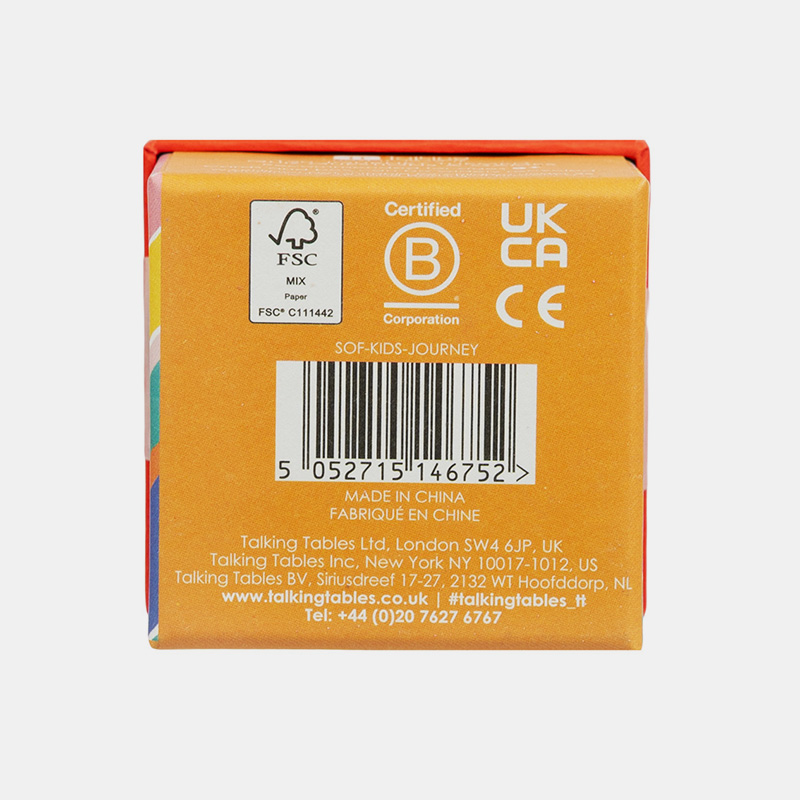 FSC®
MIX
Paper
FSC® C111442
Certified
B
®
Corporation
UK
CA
CE
SOF-KIDS-JOURNEY
5 052715 146752 >
MADE IN CHINA
FABRIQUÉ EN CHINE
Talking Tables Ltd, London SW4 6JP, UK
Talking Tables Inc, New York NY 10017-1012, US
Talking Tables BV, Siriusdreef 17-27, 2132 WT Hoofddorp, NL
www.talkingtables.co.uk | #talkingtables_tt
Tel: +44 (0)20 7627 6767